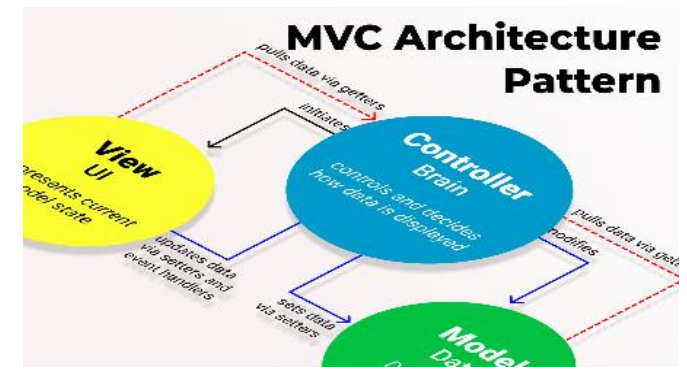 MVC Architecture
Pattern
pulls data via getters
initiates
View
UI
presents current
model state
Controller
Brain
controls and decides
how data is displayed
updates data
via setters and
event handlers
sets data
via setters
modifies
pulls data via gett
Model
Data